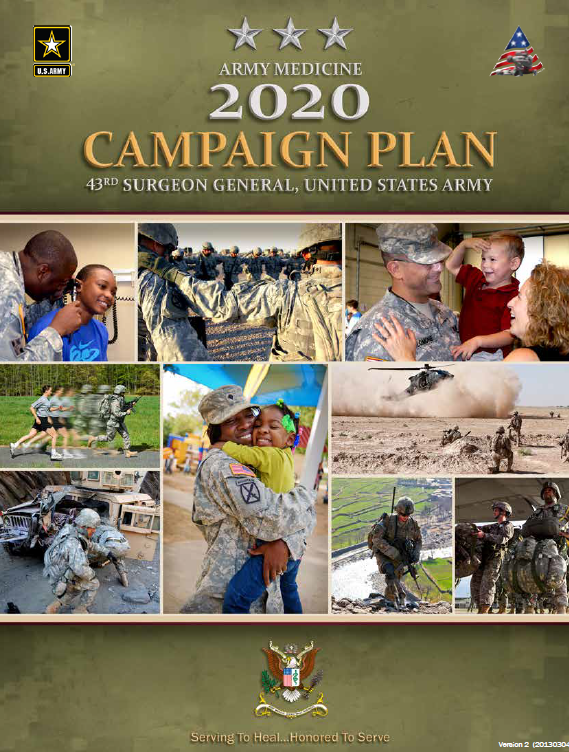 U.S.ARMY
ARMY MEDICINE
2020
CAMPAIGN PLAN
43RD SURGEON GENERAL, UNITED STATES ARMY
Serving To Heal...Honored To Serve
Version 2 (2013030